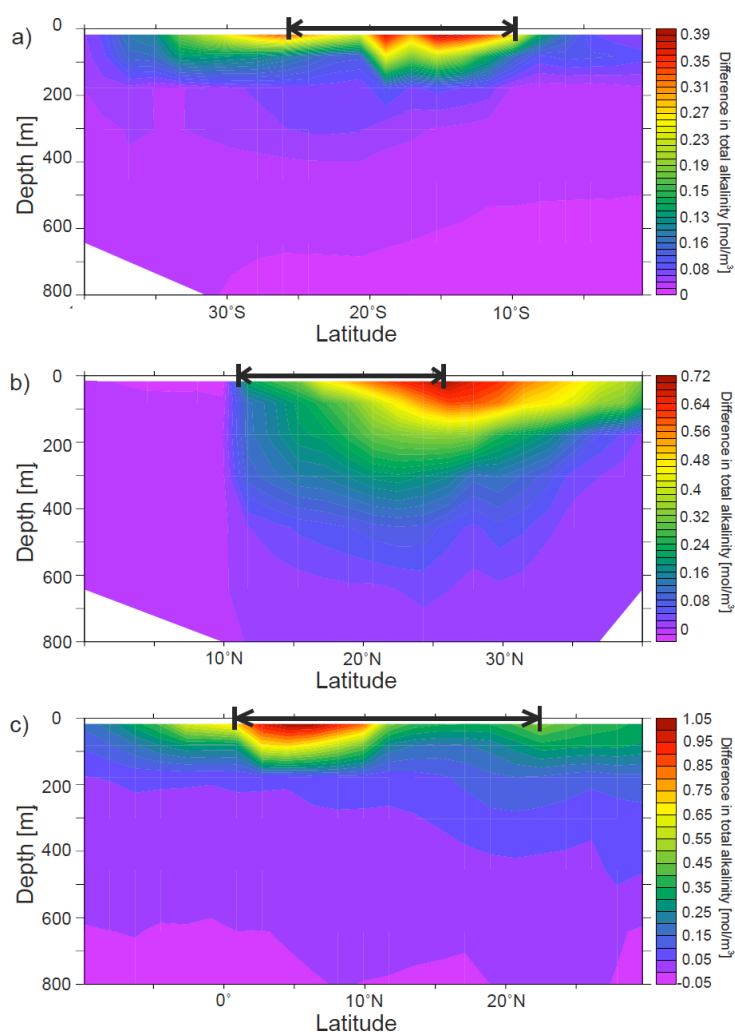 a)
0
200
400
600
800
Depth [m]
30°S
20°S
10°S
Latitude
0.39
0.35
0.31
0.27
0.23
0.19
0.15
0.13
0.16
0.08
0
Difference in total alkalinity [mol/m³]
b)
0
200
400
600
800
Depth [m]
10°N
20°N
30°N
Latitude
0.72
0.64
0.56
0.48
0.4
0.32
0.24
0.16
0.08
0
Difference in total alkalinity [mol/m³]
c)
0
200
400
600
800
Depth [m]
0°
10°N
20°N
Latitude
1.05
0.95
0.85
0.75
0.65
0.55
0.45
0.35
0.25
0.15
0.05
-0.05
Difference in total alkalinity [mol/m³]